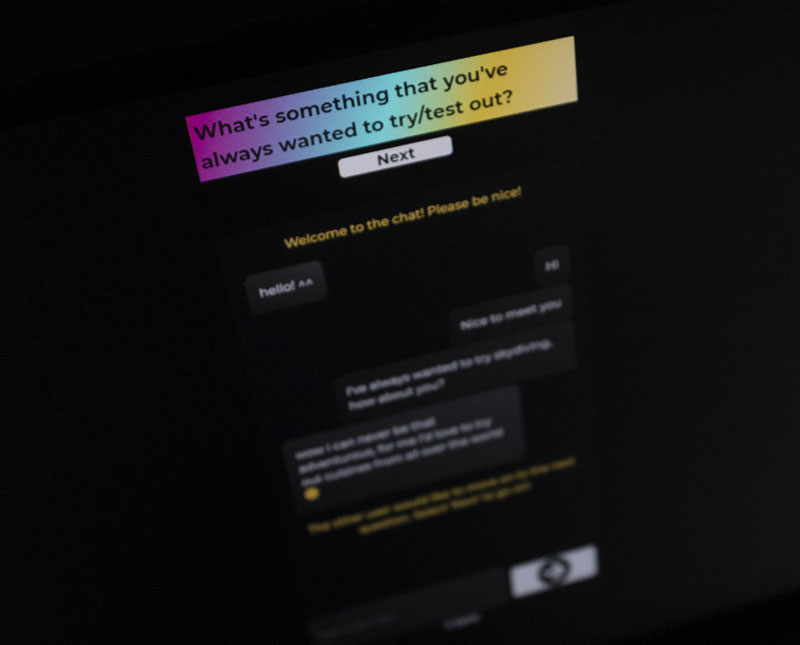 What's something that you've
always wanted to try/test out?
Next
Welcome to the chat! Please be nice!
hello! ^^
Hi
Nice to meet you
I've always wanted to try skydiving,
how about you?
wow I can never be that
adventurous, for me I'd love to try
out cuisines from all over the world
The other user would like to move on to the next
question. Select 'Next' to go on!